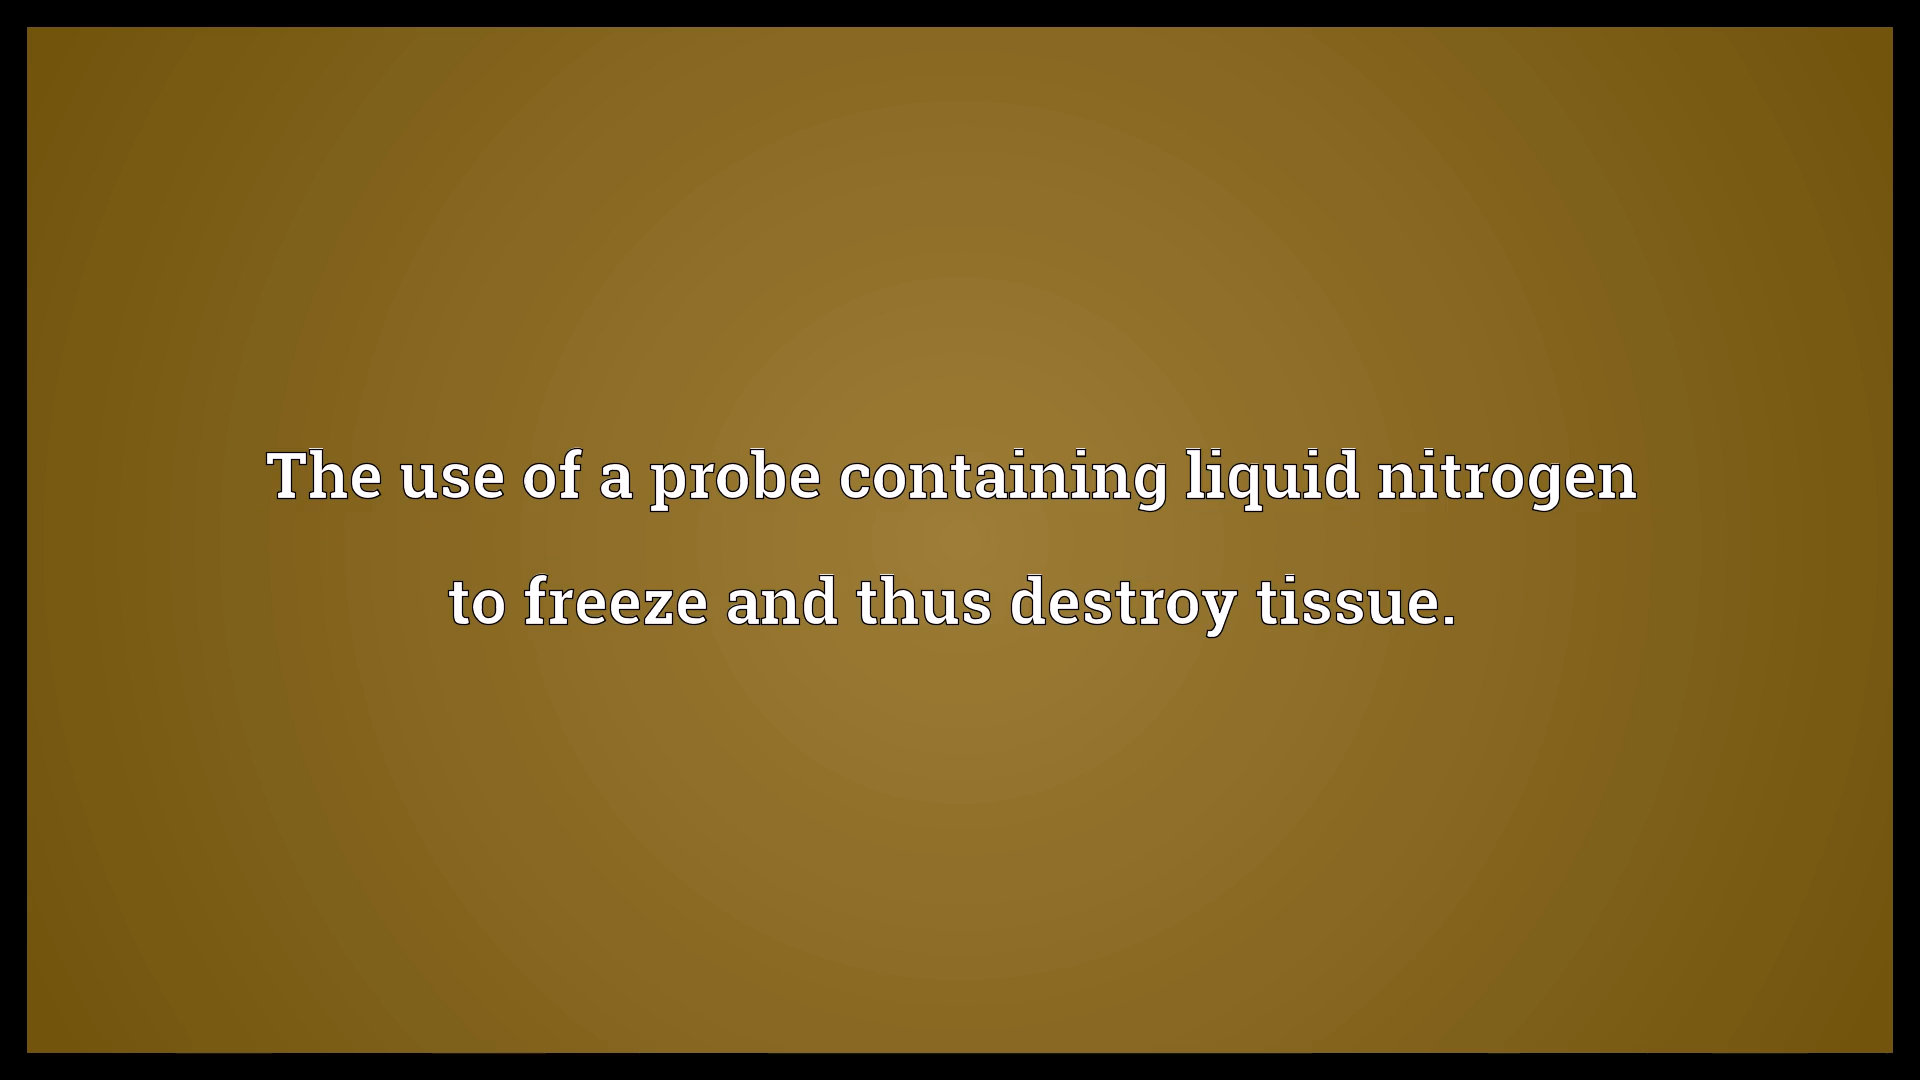 The use of a probe containing liquid nitrogen
to freeze and thus destroy tissue.